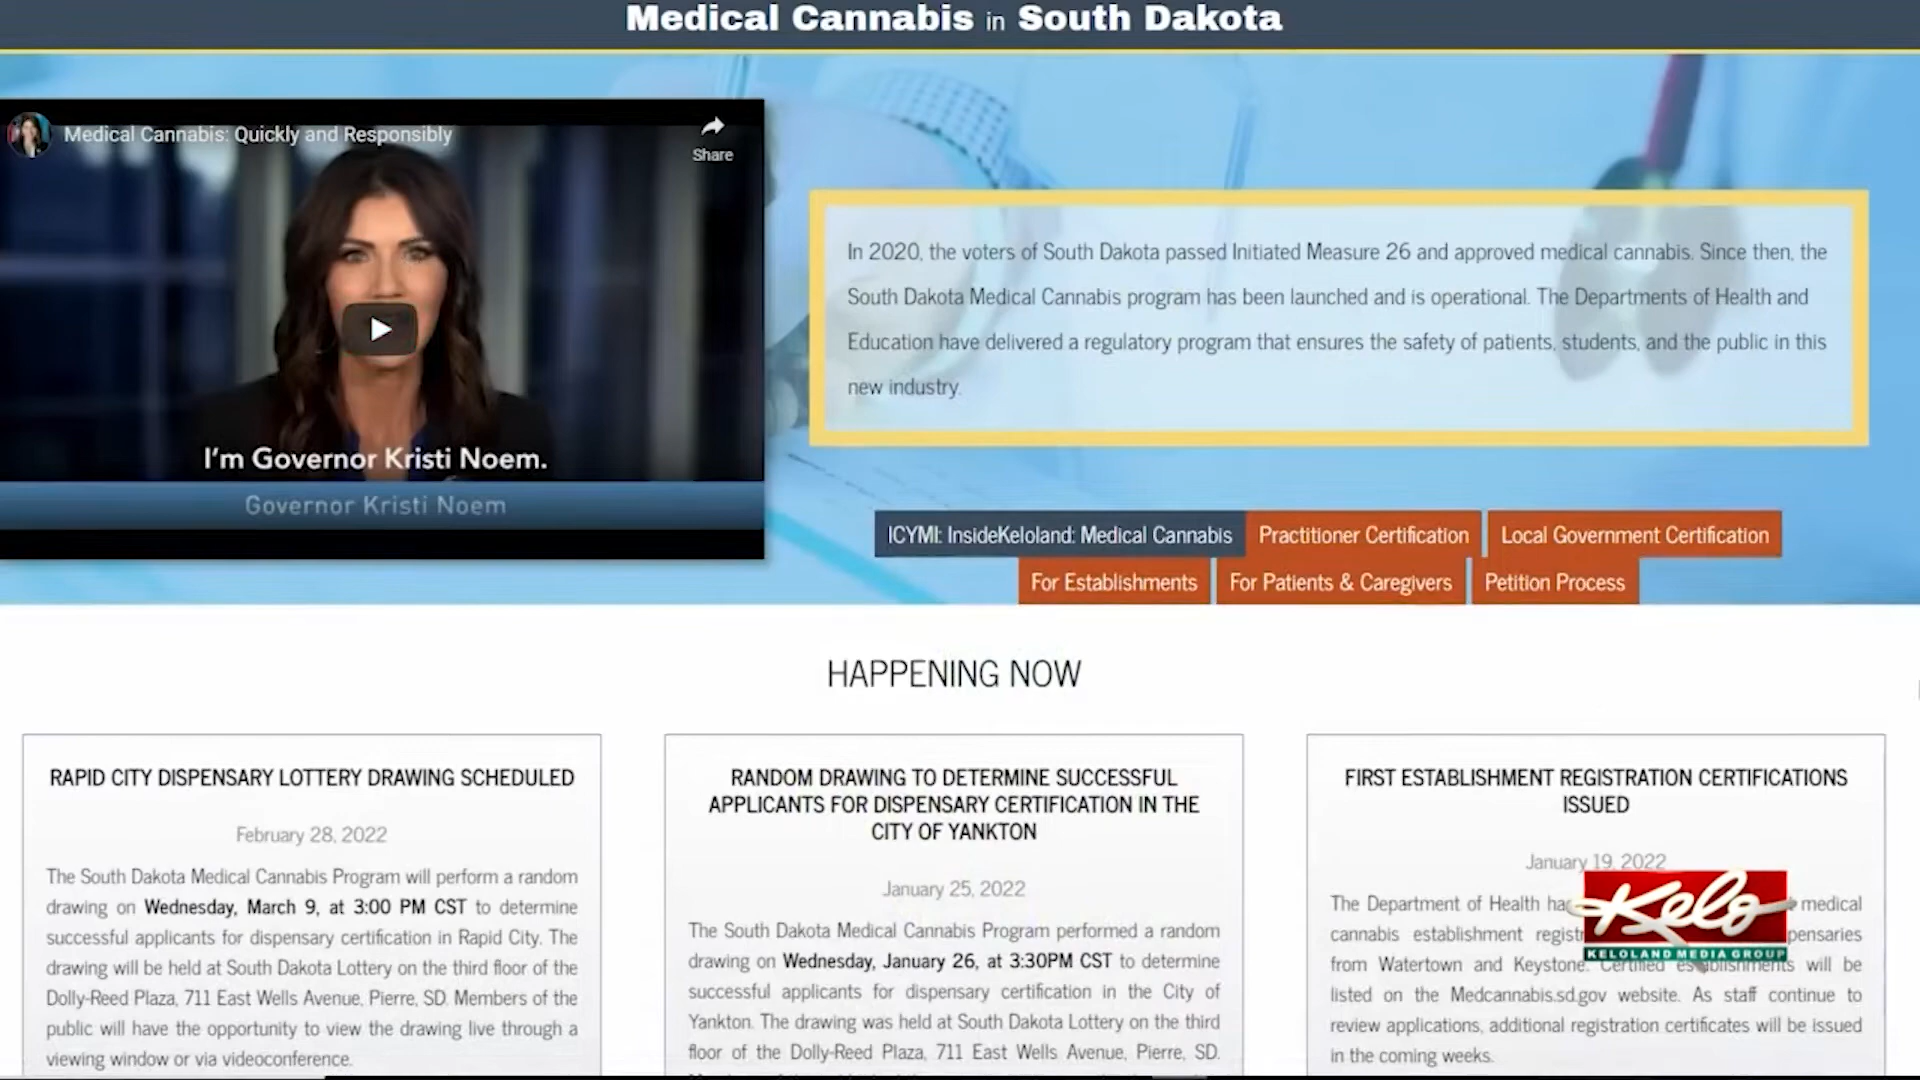 Medical Cannabis in South Dakota
Medical Cannabis: Quickly and Responsibly
Share
I'm Governor Kristi Noem.
Governor Kristi Noem
In 2020, the voters of South Dakota passed Initiated Measure 26 and approved medical cannabis. Since then, the
South Dakota Medical Cannabis program has been launched and is operational. The Departments of Health and
Education have delivered a regulatory program that ensures the safety of patients, students, and the public in this
new industry.
ICYMI: InsideKeloland: Medical Cannabis
Practitioner Certification
Local Government Certification
For Establishments
For Patients & Caregivers
Petition Process
HAPPENING NOW
RAPID CITY DISPENSARY LOTTERY DRAWING SCHEDULED
February 28, 2022
The South Dakota Medical Cannabis Program will perform a random
drawing on Wednesday, March 9, at 3:00 PM CST to determine
successful applicants for dispensary certification in Rapid City. The
drawing will be held at South Dakota Lottery on the third floor of the
Dolly-Reed Plaza, 711 East Wells Avenue, Pierre, SD. Members of the
public will have the opportunity to view the drawing live through a
viewing window or via videoconference.
RANDOM DRAWING TO DETERMINE SUCCESSFUL
APPLICANTS FOR DISPENSARY CERTIFICATION IN THE
CITY OF YANKTON
January 25, 2022
The South Dakota Medical Cannabis Program performed a random
drawing on Wednesday, January 26, at 3:30PM CST to determine
successful applicants for dispensary certification in the City of
Yankton. The drawing was held at South Dakota Lottery on the third
floor of the Dolly-Reed Plaza, 711 East Wells Avenue, Pierre, SD.
FIRST ESTABLISHMENT REGISTRATION CERTIFICATIONS
ISSUED
January 19, 2022
The Department of Health medical
cannabis establishment
from Watertown and Keystone. Certified establishments will be
listed on the Medcannabis.sd.gov website. As staff continue to
review applications, additional registration certificates will be issued
in the coming weeks.
Kelo
KELOLAND MEDIA GROUP